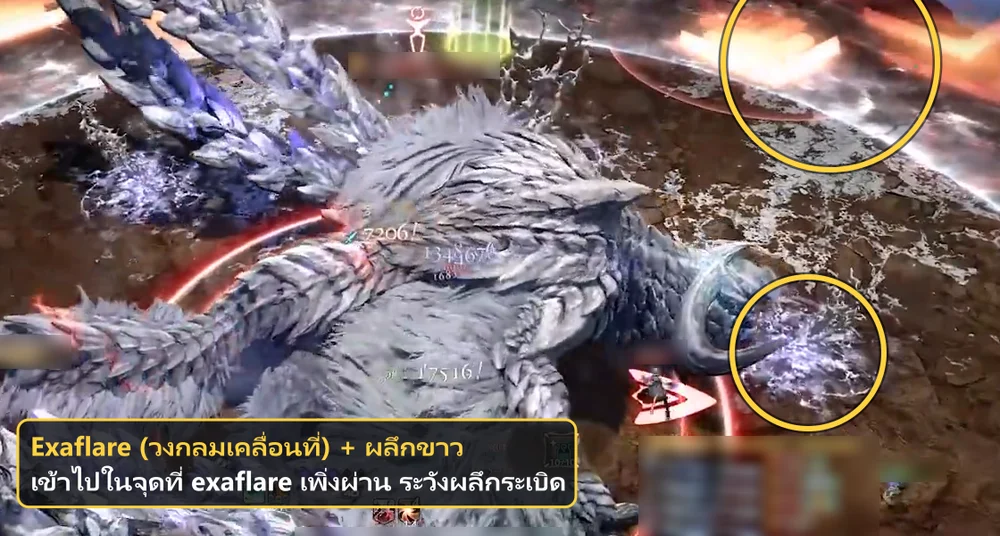 7206!
17516!
Exaflare (วงกลมเคลื่อนที่) + ผลึกขาว
เข้าไปในจุดที่ exaflare เพิ่งผ่าน ระวังผลึกระเบิด